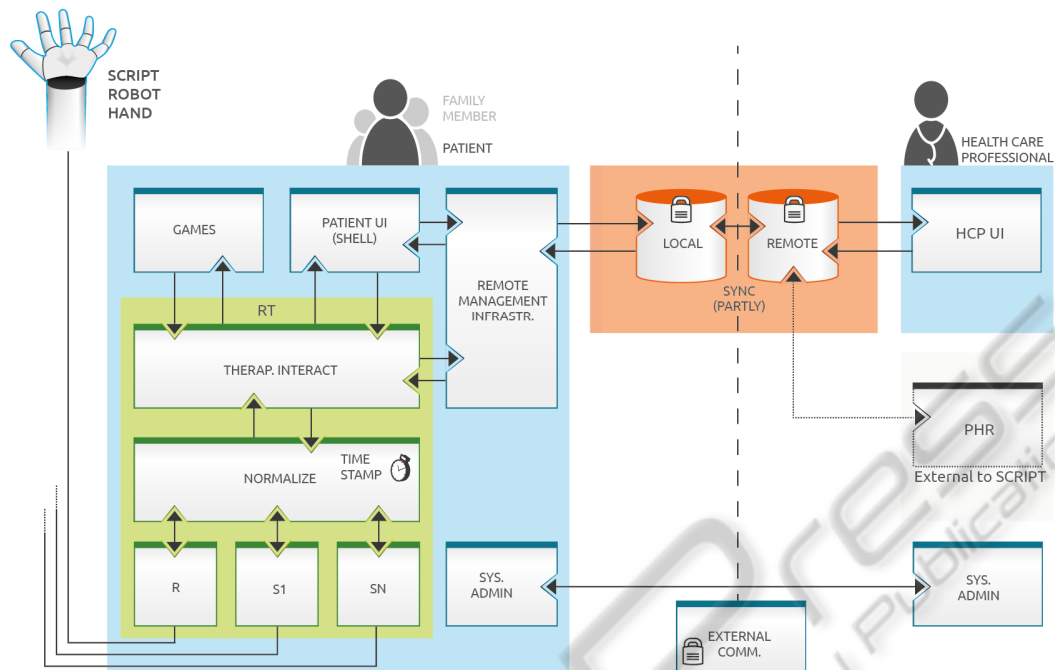 SCRIPT
ROBOT
HAND
FAMILY
MEMBER
PATIENT
HEALTH CARE
PROFESSIONAL
GAMES
PATIENT UI
(SHELL)
REMOTE
MANAGEMENT
INFRASTR.
LOCAL
REMOTE
SYNC
(PARTLY)
HCP UI
RT
THERAP. INTERACT
NORMALIZE
TIME
STAMP
PHR
External to SCRIPT
R
S1
SN
SYS.
ADMIN
SYS.
ADMIN
EXTERNAL
COMM.
Press